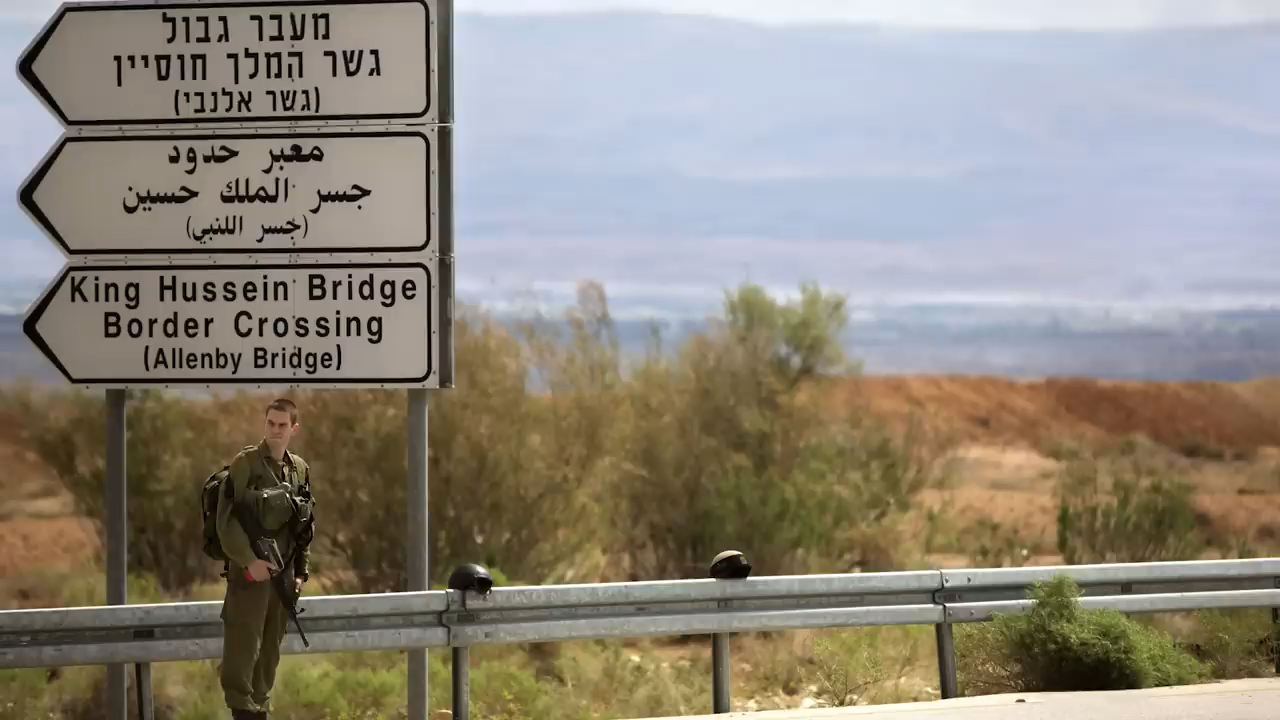 מעבר גבול
גשר המלך חוסיין
(גשר אלנבי)
معبر حدود
جسر الملك حسين
(جسر اللنبي)
King Hussein Bridge
Border Crossing
(Allenby Bridge)